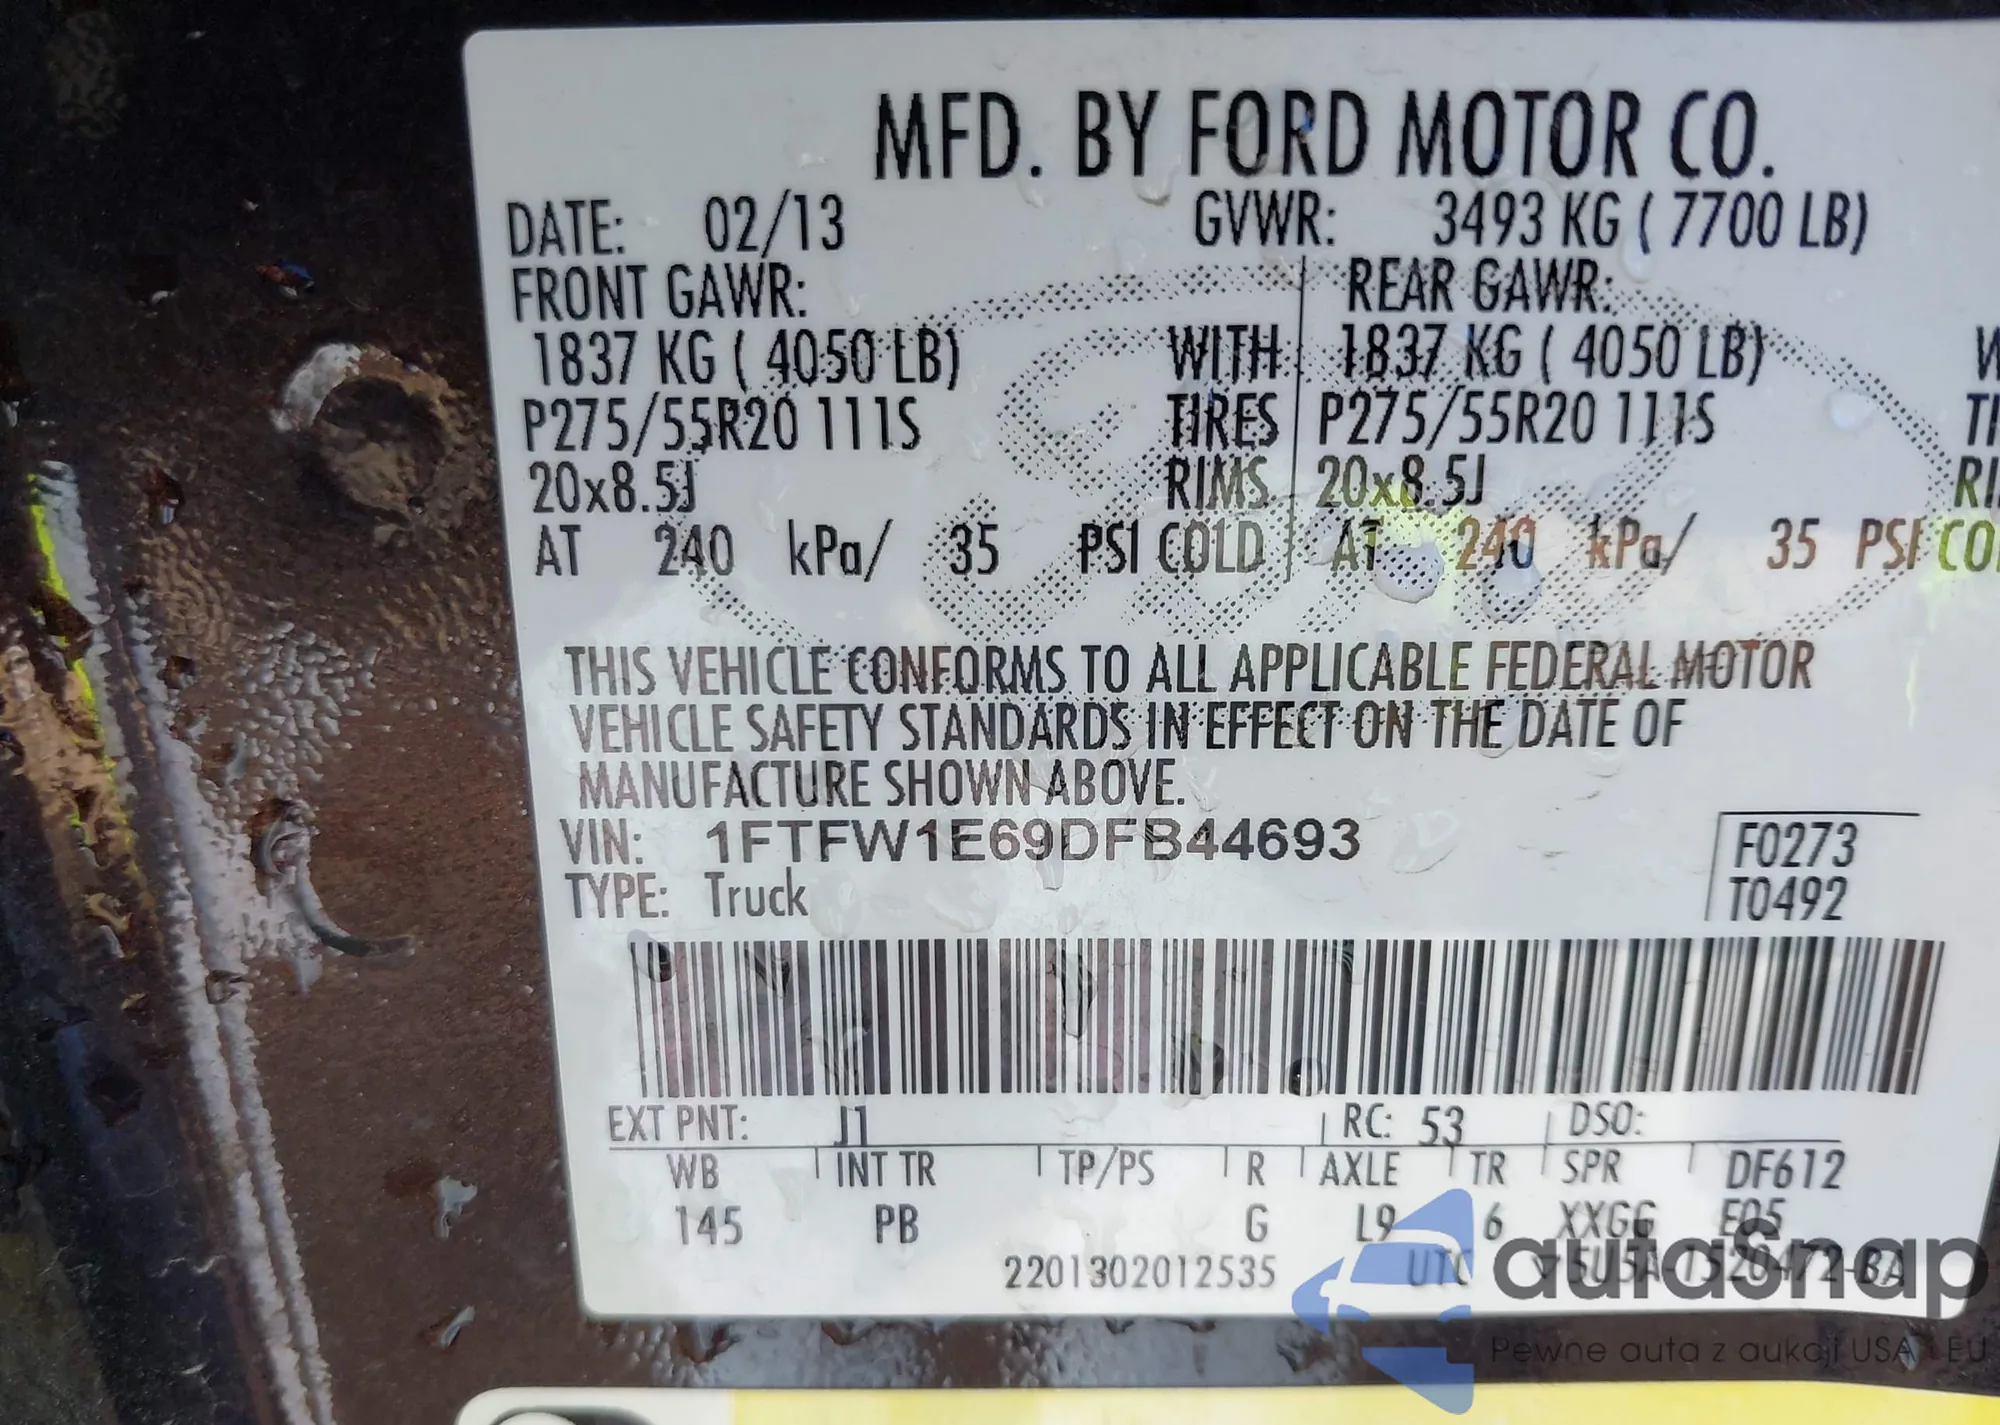 MFD. BY FORD MOTOR CO.
DATE: 02/13 GVWR: 3493 KG ( 7700 LB)
FRONT GAWR: REAR GAWR:
1837 KG ( 4050 LB) WITH 1837 KG ( 4050 LB)
P275/55R20 111S TIRES P275/55R20 111S
20x8.5J RIMS 20x8.5J
AT 240 kPa/ 35 PSI COLD AT 240 kPa/ 35 PSI
THIS VEHICLE CONFORMS TO ALL APPLICABLE FEDERAL MOTOR
VEHICLE SAFETY STANDARDS IN EFFECT ON THE DATE OF
MANUFACTURE SHOWN ABOVE.
VIN: 1FTFW1E69DFB44693 F0273
TYPE: Truck T0492
EXT PNT: J1 RC: 53 DSO:
WB INT TR TP/PS R AXLE TR SPR DF612
145 PB G L9 6 XXGG E05
2201302012535 UTC
autoSnap
Pewne auta z aukcji USA i EU